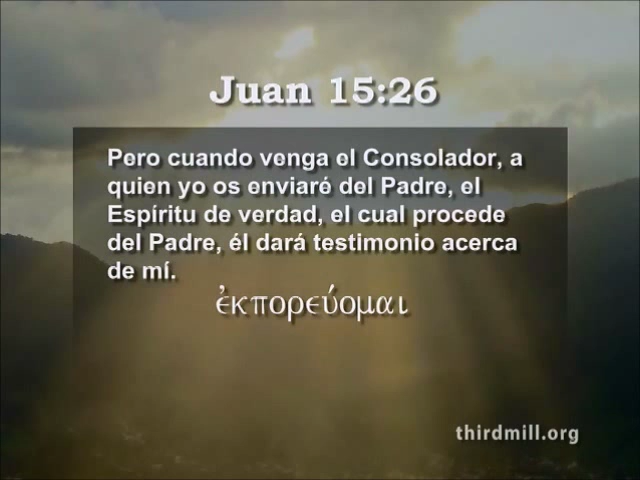 Juan 15:26
Pero cuando venga el Consolador, a
quien yo os enviaré del Padre, el
Espíritu de verdad, el cual procede
del Padre, él dará testimonio acerca
de mí.
ἐκπορεύομαι
thirdmill.org